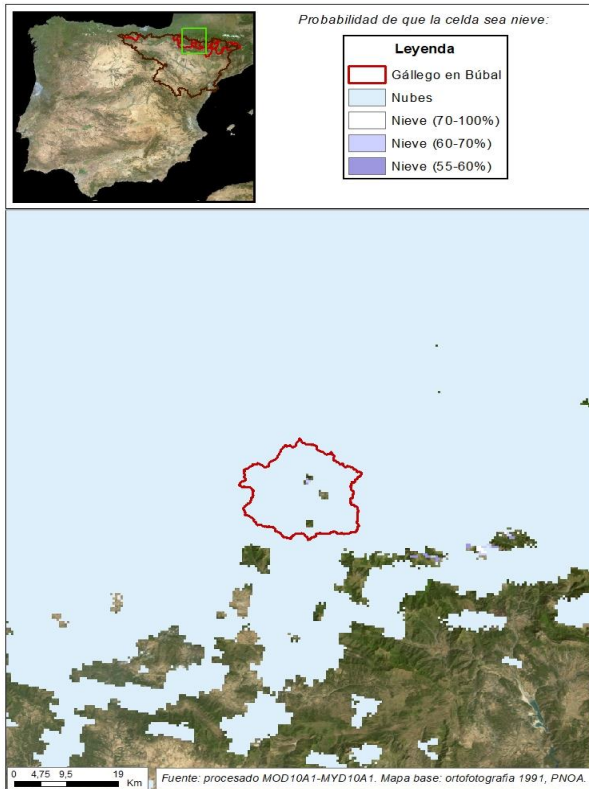 Probabilidad de que la celda sea nieve:
Leyenda
Gállego en Búbal
Nubes
Nieve (70-100%)
Nieve (60-70%)
Nieve (55-60%)
0 4,75 9,5 19
Km
Fuente: procesado MOD10A1-MYD10A1. Mapa base: ortofotografia 1991, PNOA.